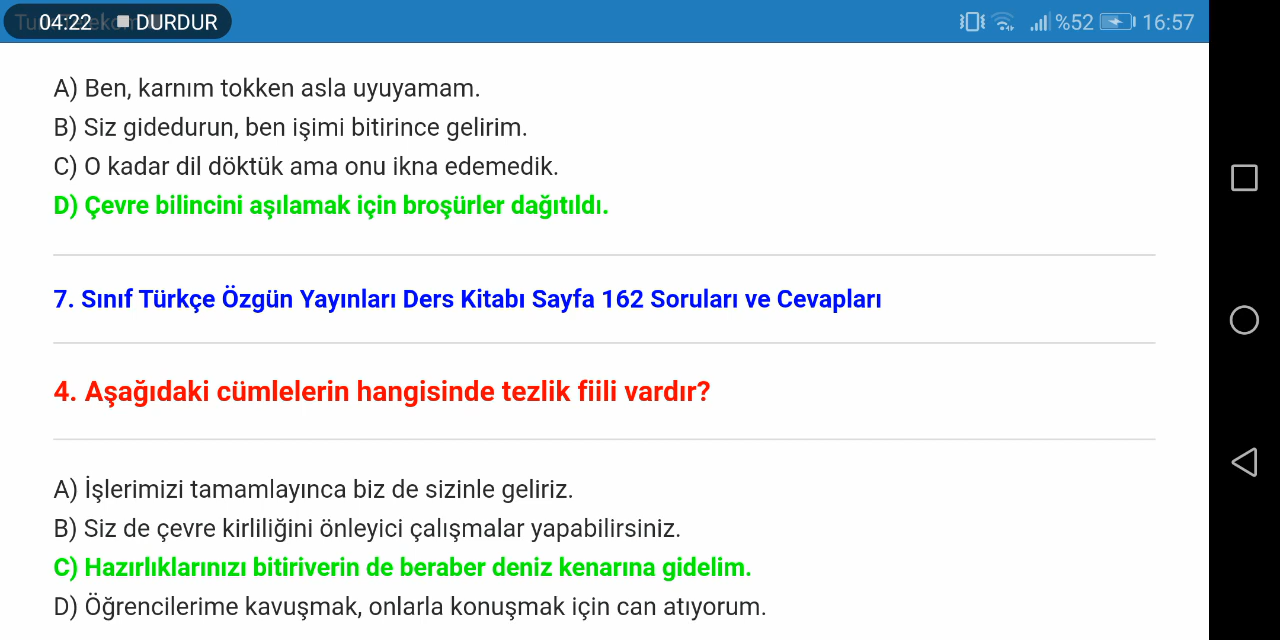 04:22 DURDUR %52 16:57
A) Ben, karnım tokken asla uyuyamam.
B) Siz gidedurun, ben işimi bitirince gelirim.
C) O kadar dil döktük ama onu ikna edemedik.
D) Çevre bilincini aşılamak için broşürler dağıtıldı.
7. Sınıf Türkçe Özgün Yayınları Ders Kitabı Sayfa 162 Soruları ve Cevapları
4. Aşağıdaki cümlelerin hangisinde tezlik fiili vardır?
A) İşlerimizi tamamlayınca biz de sizinle geliriz.
B) Siz de çevre kirliliğini önleyici çalışmalar yapabilirsiniz.
C) Hazırlıklarınızı bitiriverin de beraber deniz kenarına gidelim.
D) Öğrencilerime kavuşmak, onlarla konuşmak için can atıyorum.